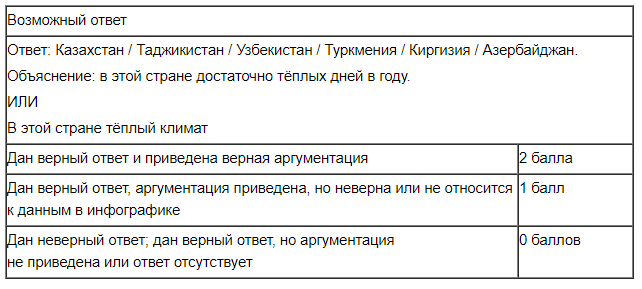 Возможный ответ
Ответ: Казахстан / Таджикистан / Узбекистан / Туркмения / Киргизия / Азербайджан.
Объяснение: в этой стране достаточно тёплых дней в году.
ИЛИ
В этой стране тёплый климат
Дан верный ответ и приведена верная аргументация
2 балла
Дан верный ответ, аргументация приведена, но неверна или не относится
к данным в инфографике
1 балл
Дан неверный ответ; дан верный ответ, но аргументация
не приведена или ответ отсутствует
0 баллов